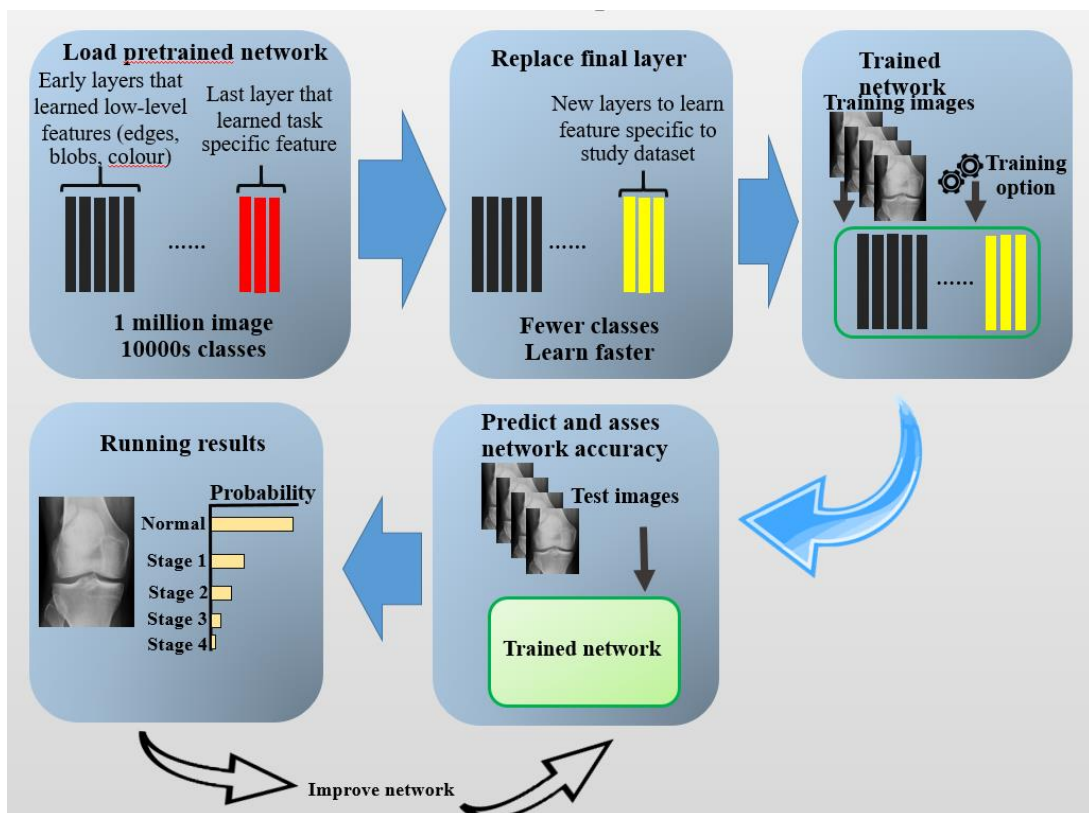 Load pretrained network
Early layers that
learned low-level
features (edges,
blobs, colour)
Last layer that
learned task
specific feature
......
1 million image
10000s classes
Replace final layer
New layers to learn
feature specific to
study dataset
......
Fewer classes
Learn faster
Trained
network
Training images
Training
option
......
Running results
Probability
Normal
Stage 1
Stage 2
Stage 3
Stage 4
Predict and asses
network accuracy
Test images
Trained network
Improve network